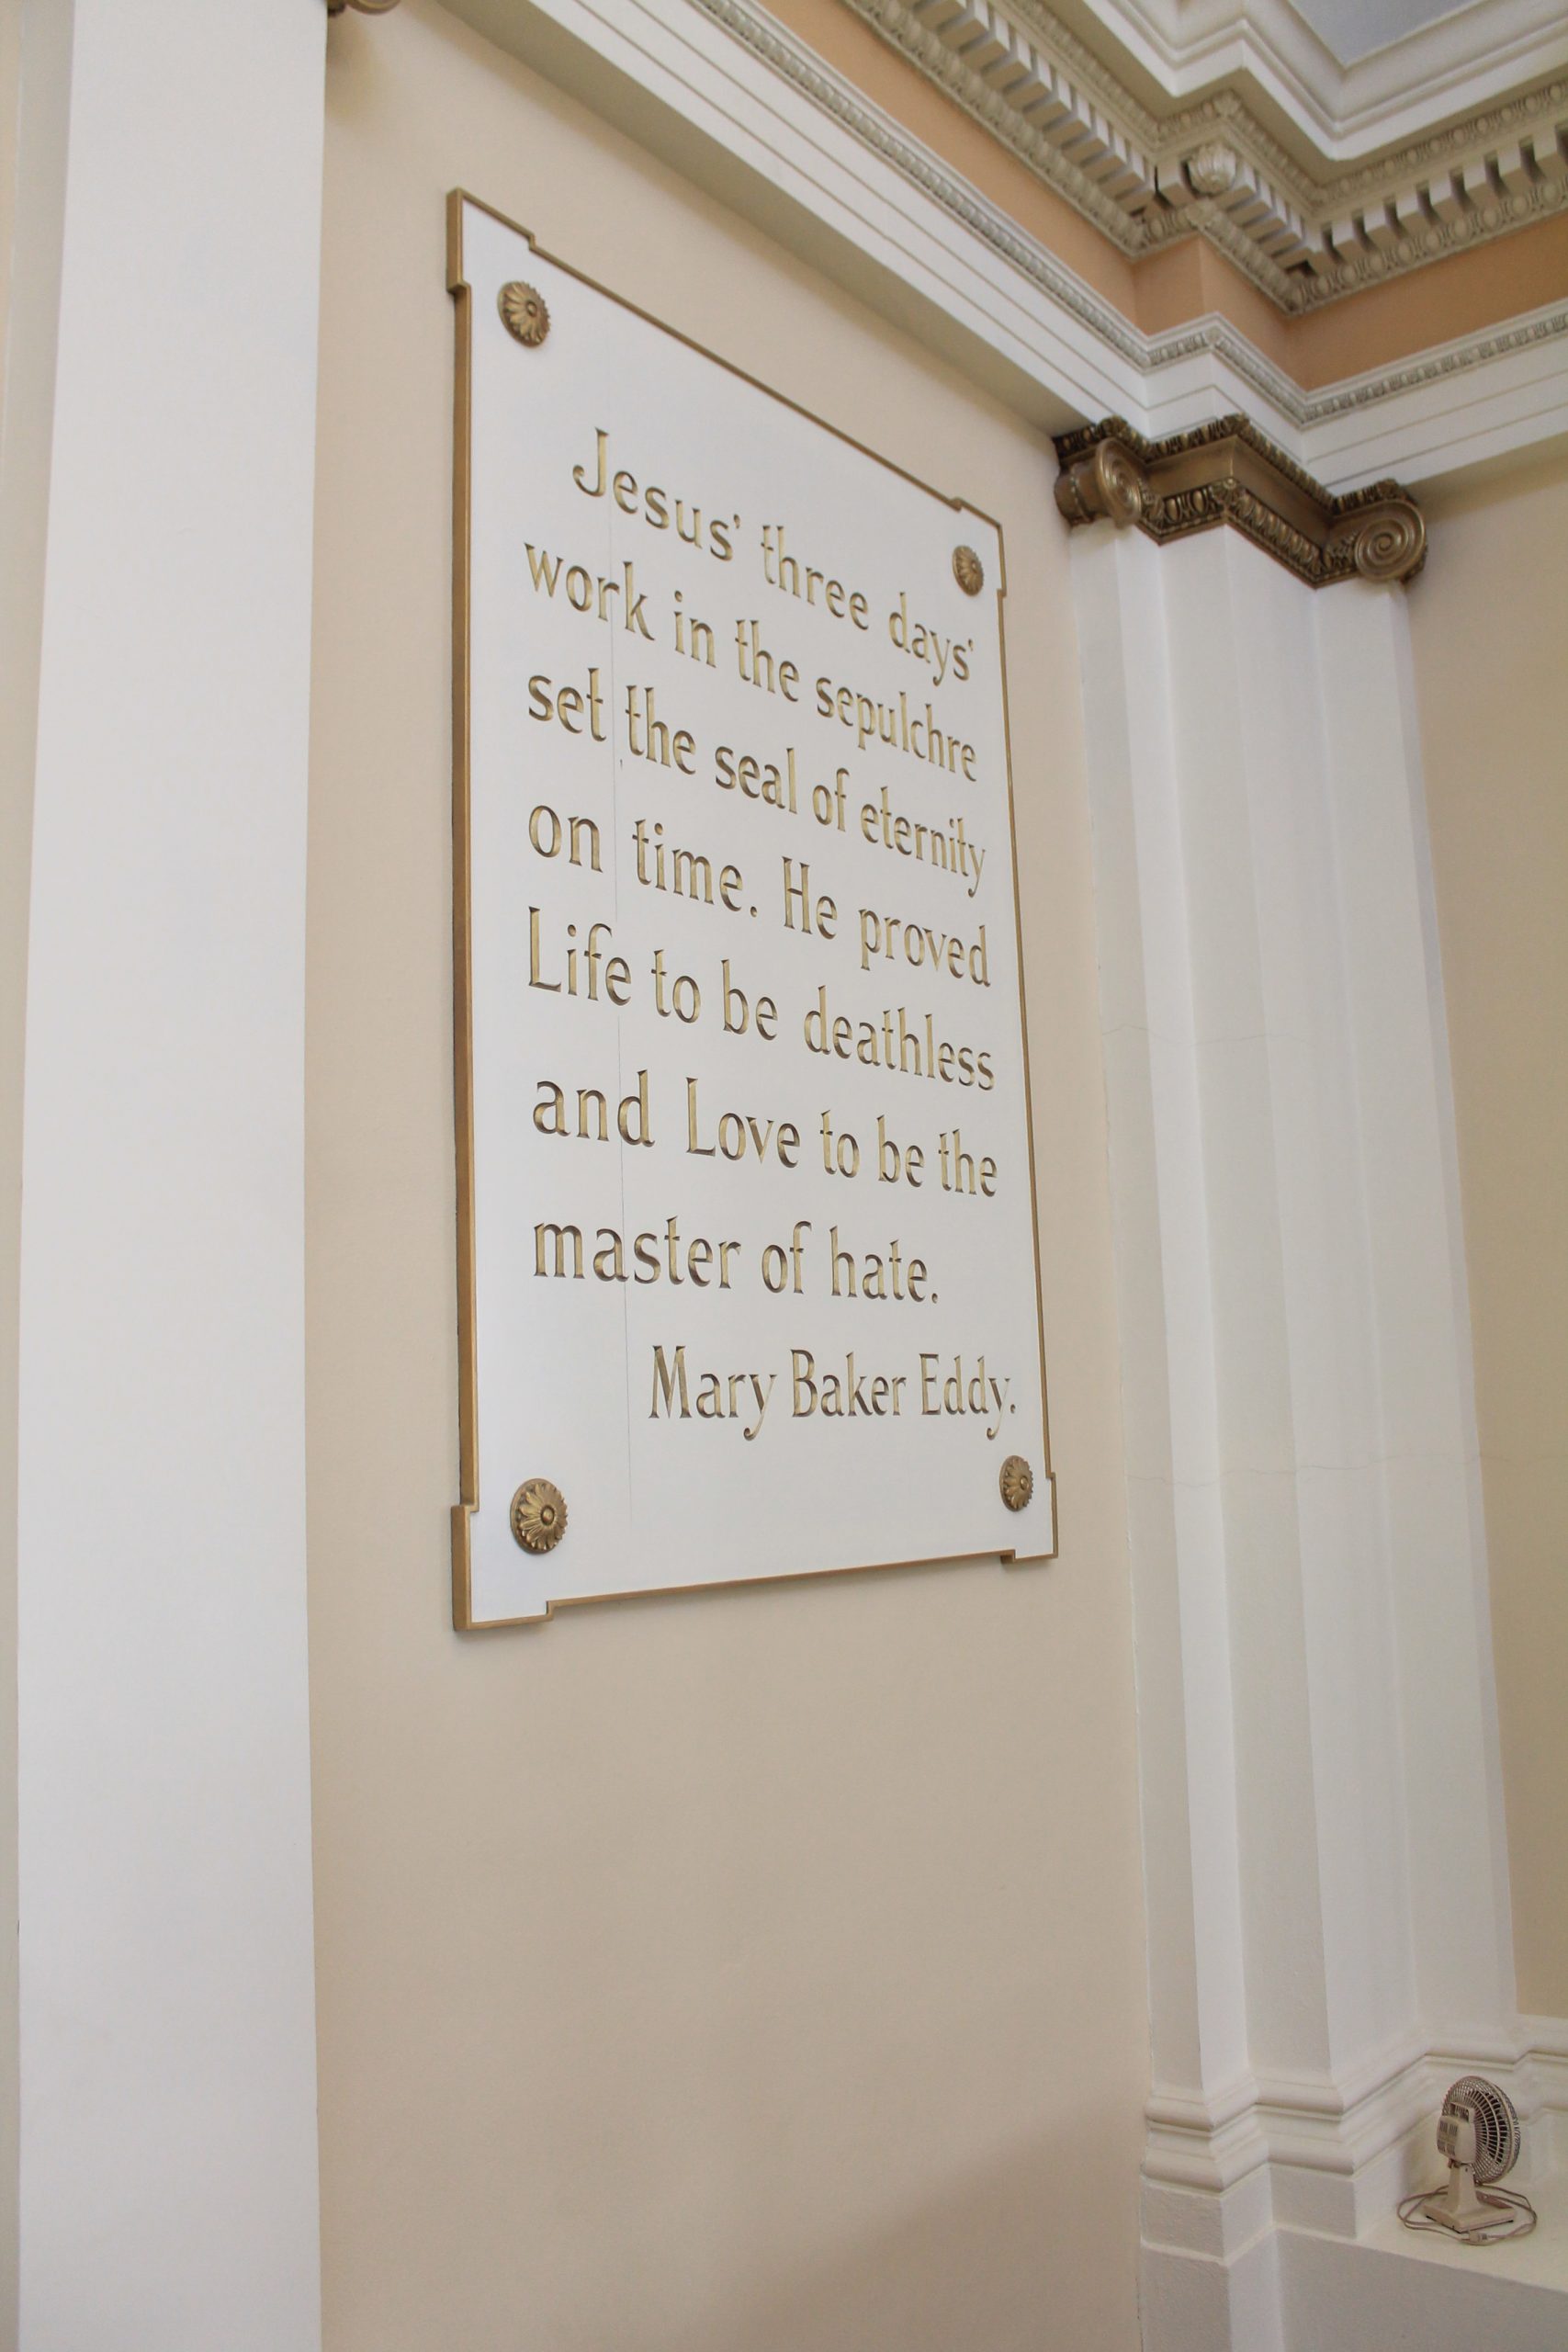 Jesus' three days'
work in the sepulchre
set the seal of eternity
on time. He proved
Life to be deathless
and Love to be the
master of hate.
Mary Baker Eddy.